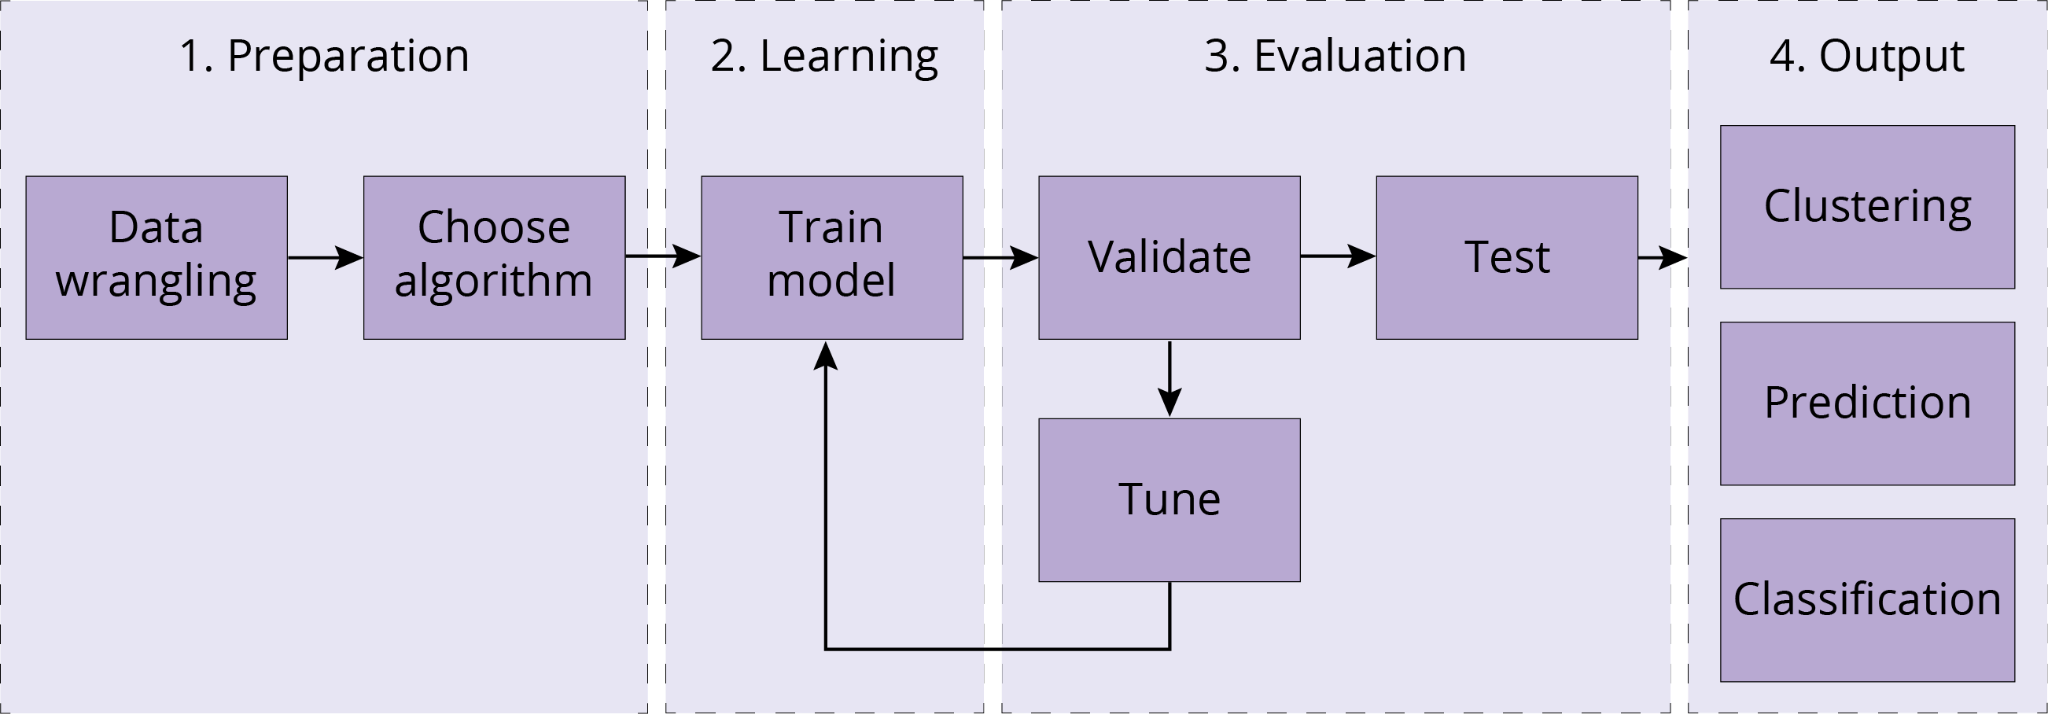 1. Preparation
Data
wrangling
Choose
algorithm
2. Learning
Train
model
3. Evaluation
Validate
Test
Tune
4. Output
Clustering
Prediction
Classification